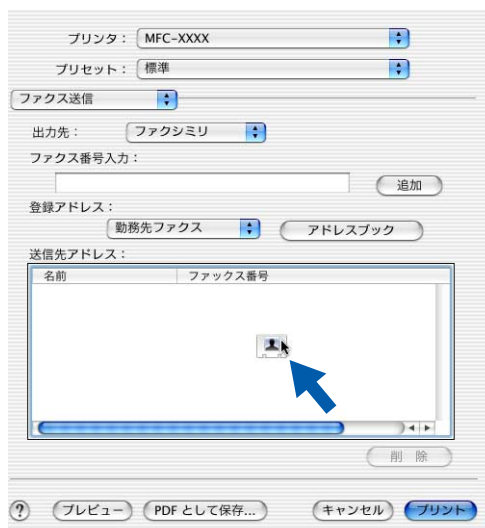 プリンタ： MFC-XXXX
プリセット： 標準
ファクス送信
出力先： ファクシミリ
ファクス番号入力：
追加
登録アドレス：
勤務先ファクス アドレスブック
送信先アドレス：
名前 ファックス番号
削 除
? プレビュー PDF として保存... キャンセル プリント